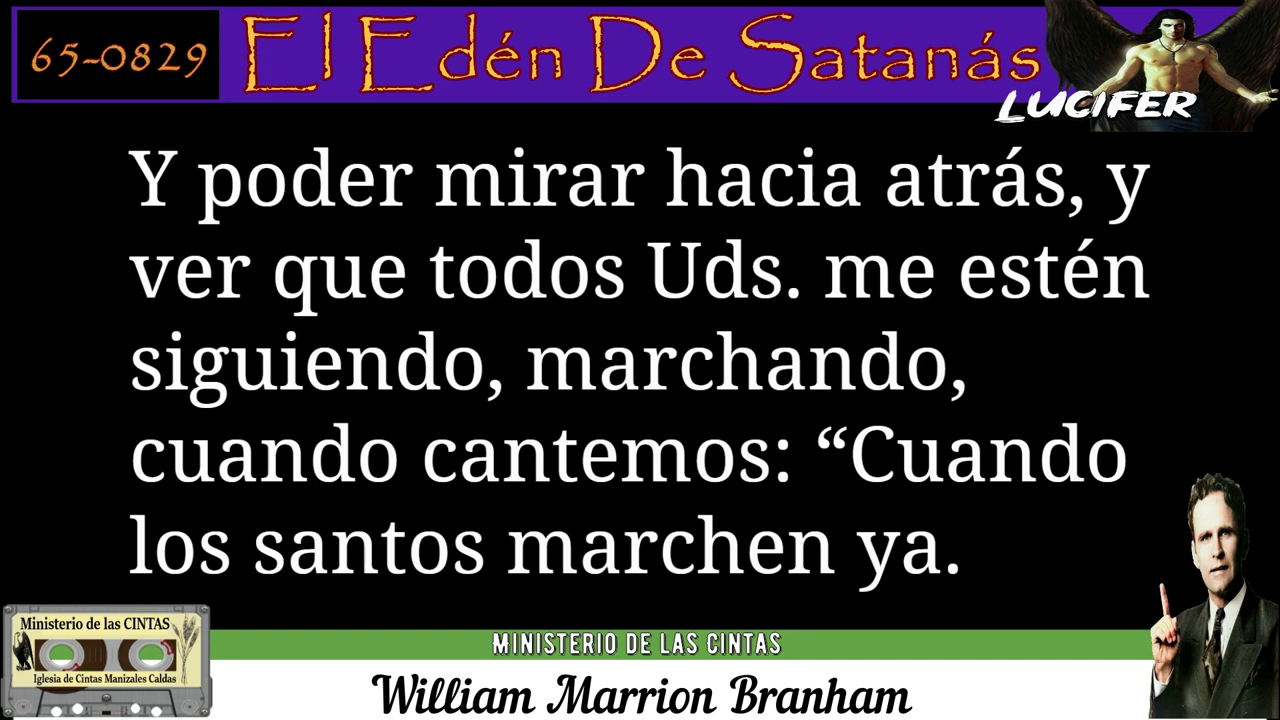 65-0829
El Edén De Satanás
LUCIFER
Y poder mirar hacia atrás, y
ver que todos Uds. me estén
siguiendo, marchando,
cuando cantemos: “Cuando
los santos marchen ya.
Ministerio de las CINTAS
Iglesia de Cintas Manizales Caldas
MINISTERIO DE LAS CINTAS
William Marrion Branham